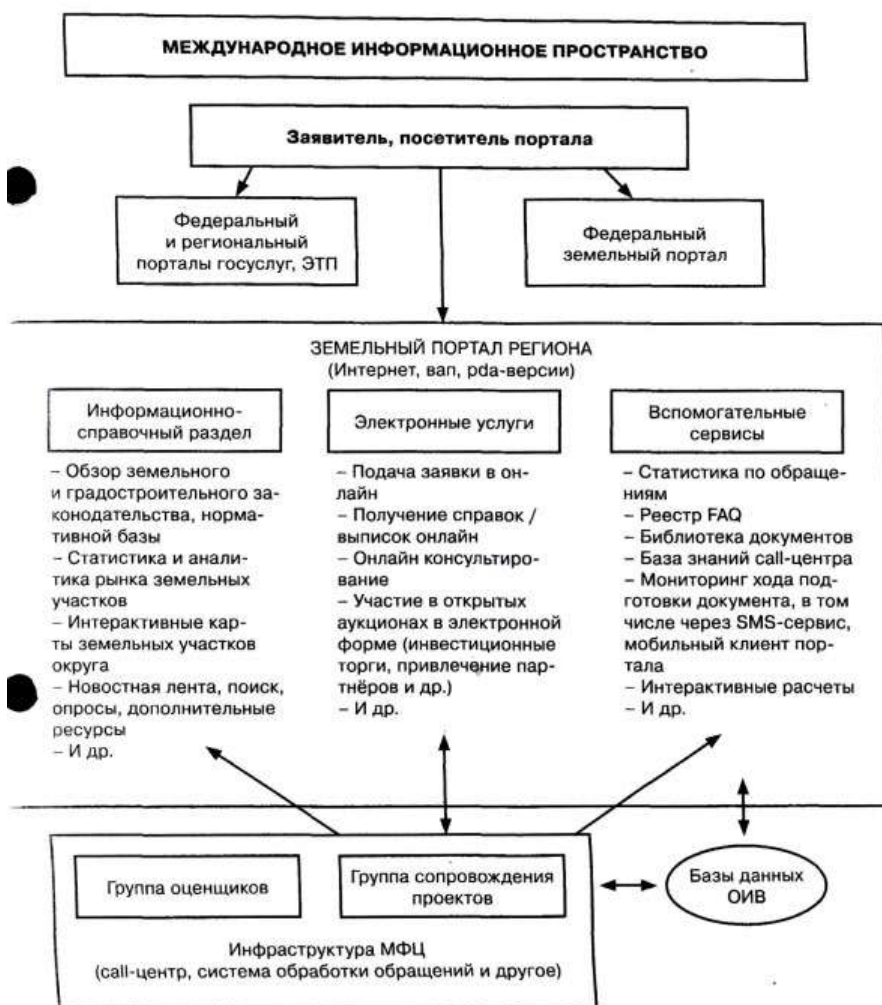 МЕЖДУНАРОДНОЕ ИНФОРМАЦИОННОЕ ПРОСТРАНСТВО
Заявитель, посетитель портала
Федеральный
и региональный
порталы госуслуг, ЭТП
Федеральный
земельный портал
ЗЕМЕЛЬНЫЙ ПОРТАЛ РЕГИОНА
(Интернет, вап, pda-версии)
Информационно-
справочный раздел
– Обзор земельного
и градостроительного за-
конодательства, норма-
тивной базы
– Статистика и анали-
тика рынка земельных
участков
– Интерактивные кар-
ты земельных участков
округа
– Новостная лента, поиск,
опросы, дополнительные
ресурсы
– И др.
Электронные услуги
– Подача заявки в он-
лайн
– Получение справок /
выписок онлайн
– Онлайн консультиро-
вание
– Участие в открытых
аукционах в электронной
форме (инвестиционные
торги, привлечение пар-
тнёров и др.)
– И др.
Вспомогательные
сервисы
– Статистика по обраще-
ниям
– Реестр FAQ
– Библиотека документов
– База знаний call-центра
– Мониторинг хода под-
готовки документа, в том
числе через SMS-сервис,
мобильный клиент пор-
тала
– Интерактивные расчеты
– И др.
Группа оценщиков
Группа сопровождения
проектов
Инфраструктура МФЦ
(call-центр, система обработки обращений и другое)
Базы данных
ОИВ